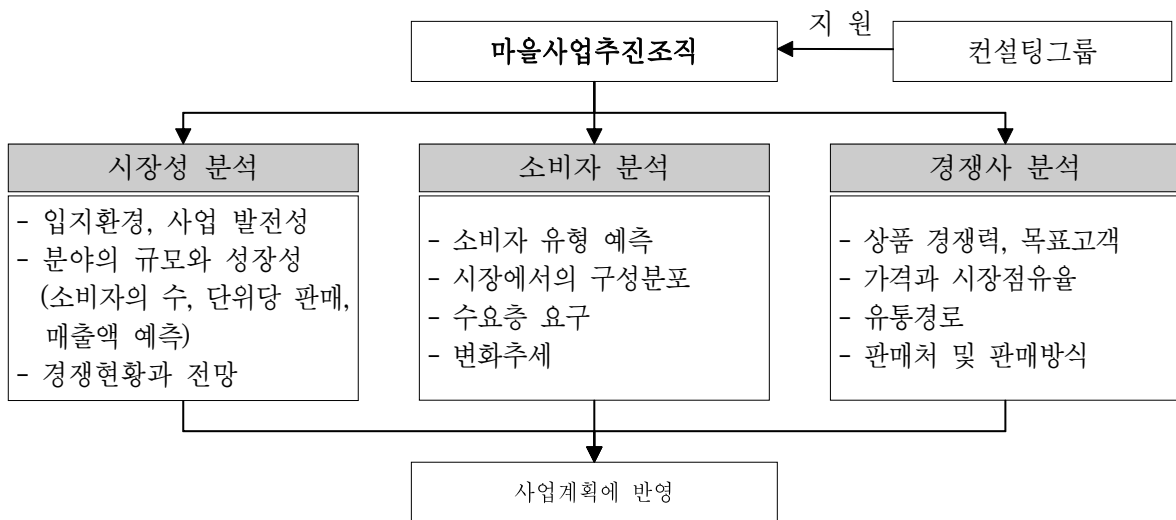 지 원
마을사업추진조직
컨설팅그룹
시장성 분석
- 입지환경, 사업 발전성
- 분야의 규모와 성장성
(소비자의 수, 단위당 판매,
매출액 예측)
- 경쟁현황과 전망
소비자 분석
- 소비자 유형 예측
- 시장에서의 구성분포
- 수요층 요구
- 변화추세
경쟁사 분석
- 상품 경쟁력, 목표고객
- 가격과 시장점유율
- 유통경로
- 판매처 및 판매방식
사업계획에 반영